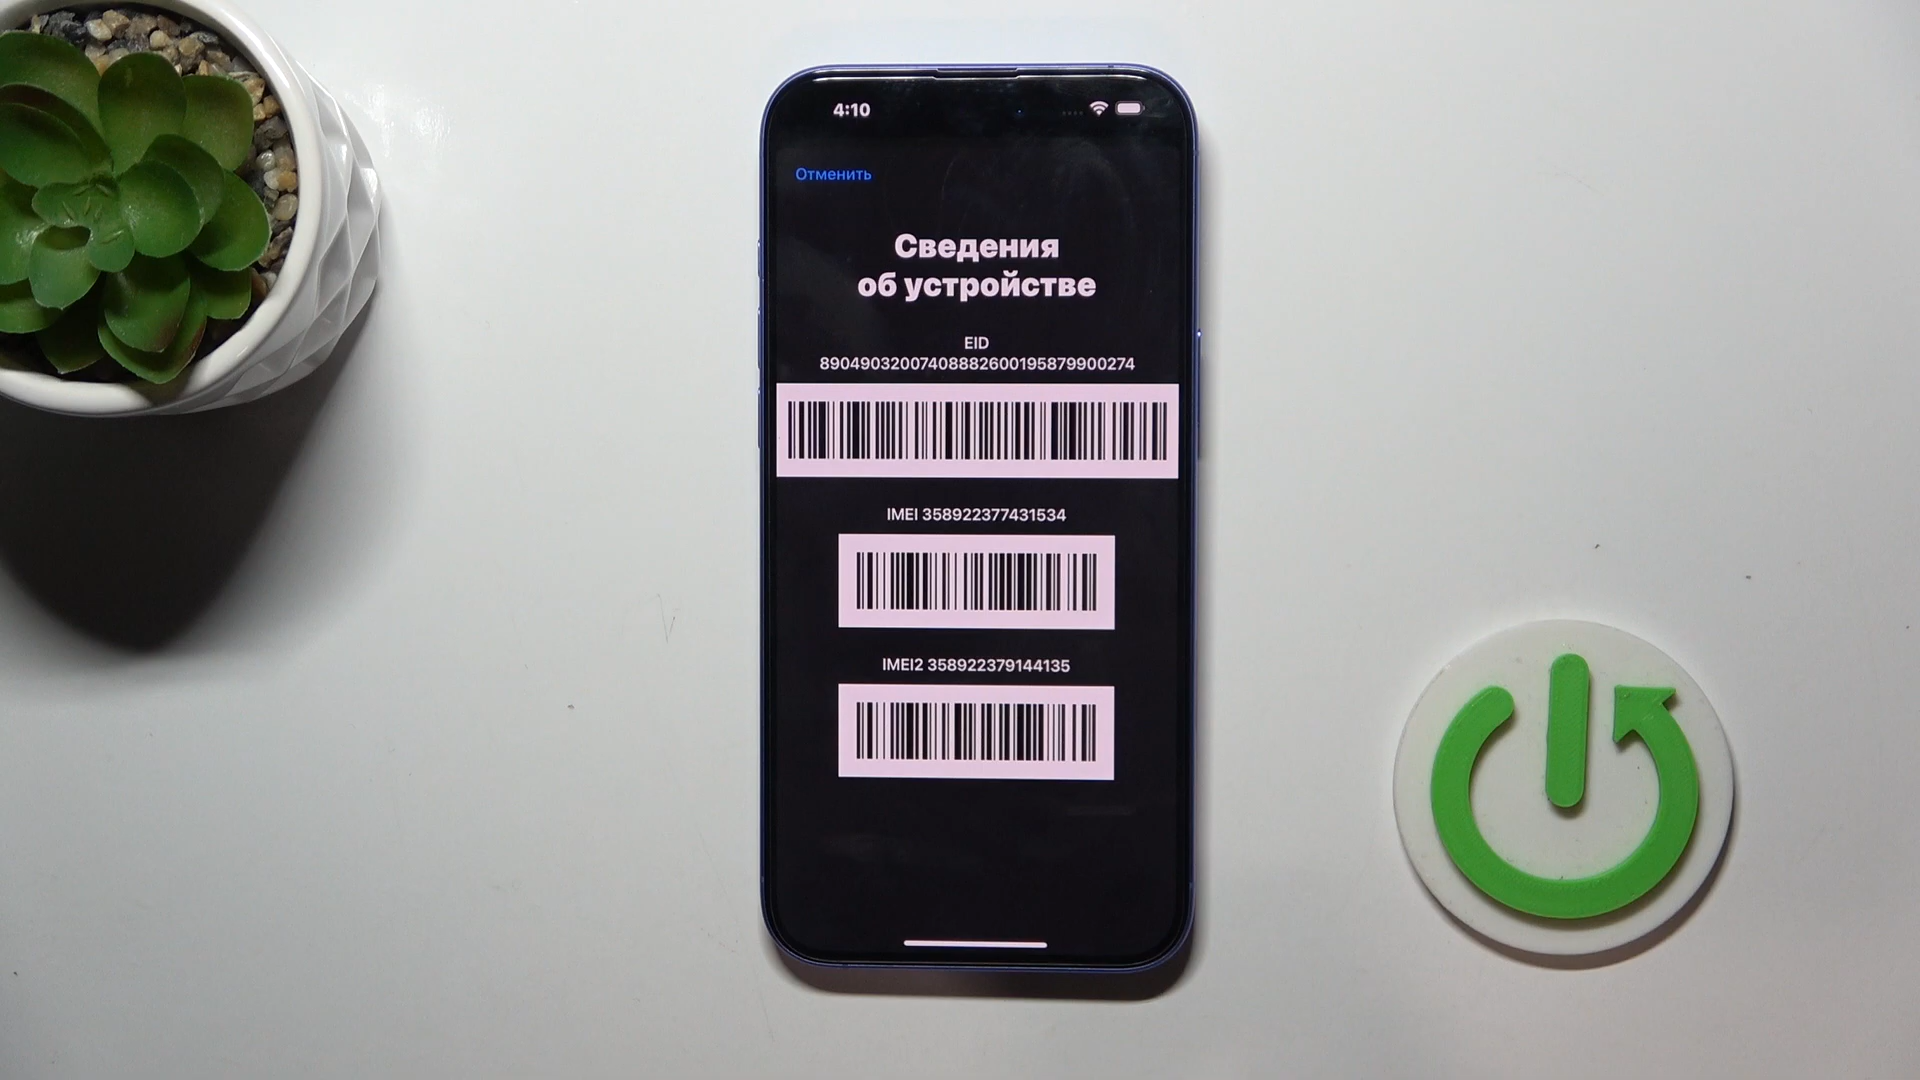 4:10
Отменить
Сведения
об устройстве
EID
89049032007408882600195879900274
IMEI 358922377431534
IMEI2 358922379144135